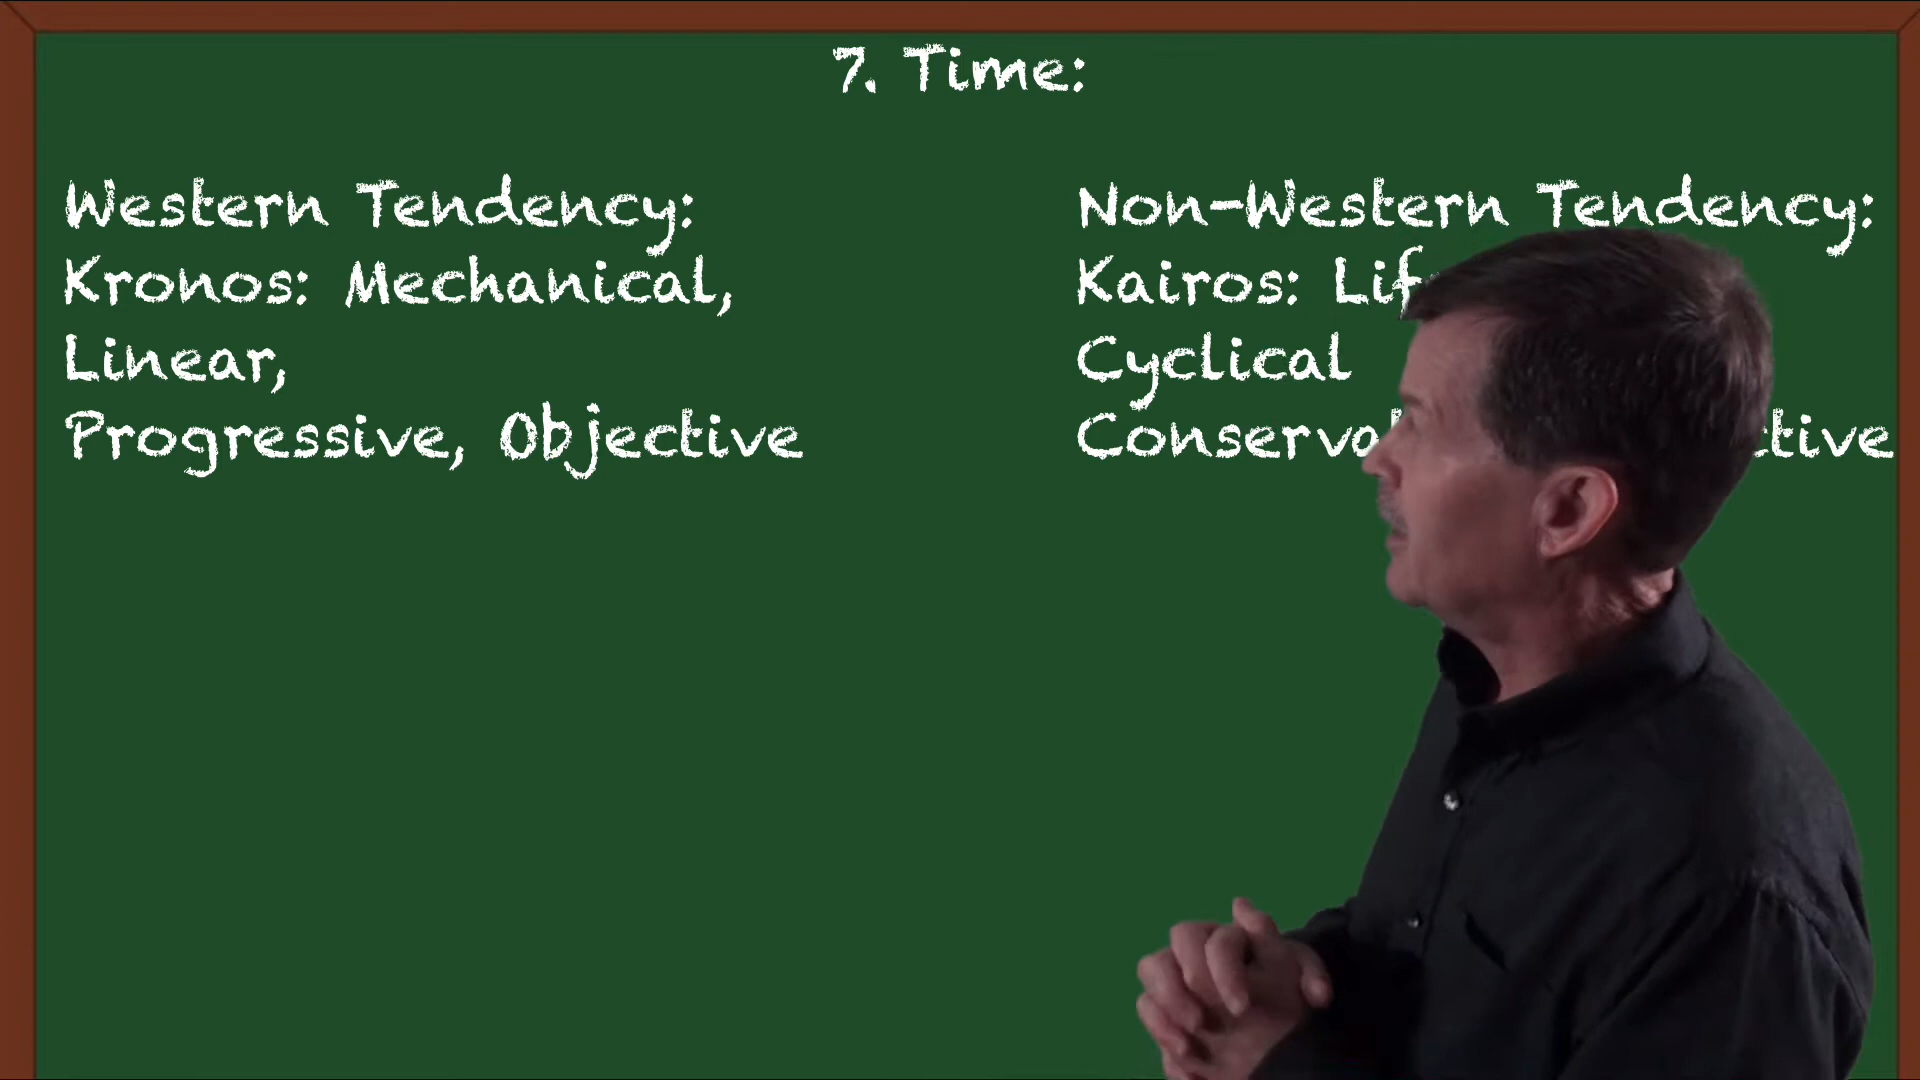 7. Time:
Western Tendency:
Kronos: Mechanical,
Linear,
Progressive, Objective
Non-Western Tendency:
Kairos:
Cyclical